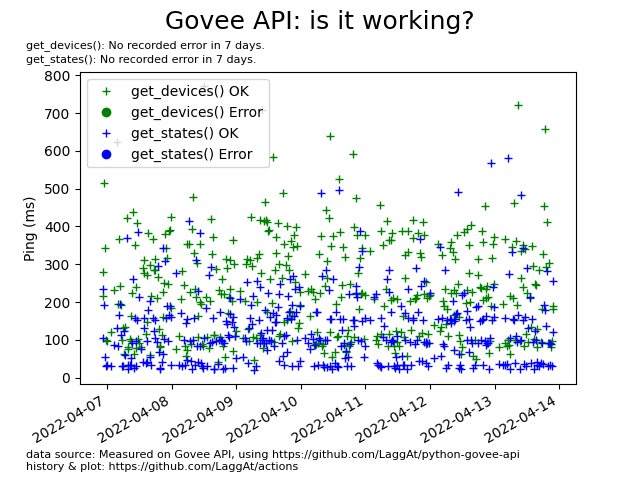 Govee API: is it working?
get_devices(): No recorded error in 7 days.
get_states(): No recorded error in 7 days.
800
700
600
500
400
300
200
100
0
Ping (ms)
get_devices() OK
get_devices() Error
get_states() OK
get_states() Error
2022-04-07
2022-04-08
2022-04-09
2022-04-10
2022-04-11
2022-04-12
2022-04-13
2022-04-14
data source: Measured on Govee API, using https://github.com/LaggAt/python-govee-api
history & plot: https://github.com/LaggAt/actions